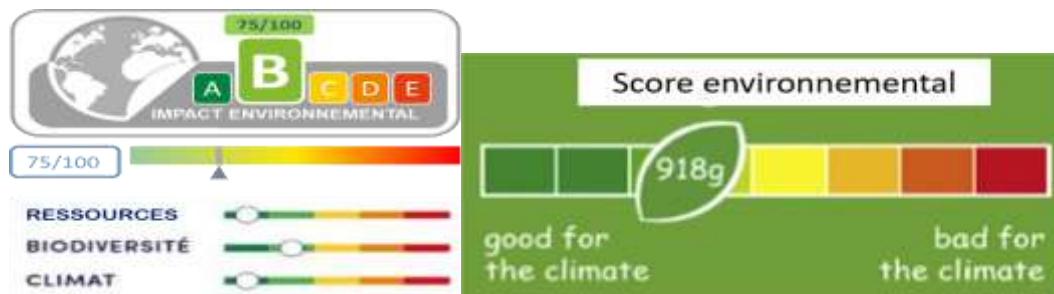 75/100
A B C D E
IMPACT ENVIRONNEMENTAL
75/100
RESSOURCES
BIODIVERSITÉ
CLIMAT
Score environnemental
918g
good for
the climate
bad for
the climate